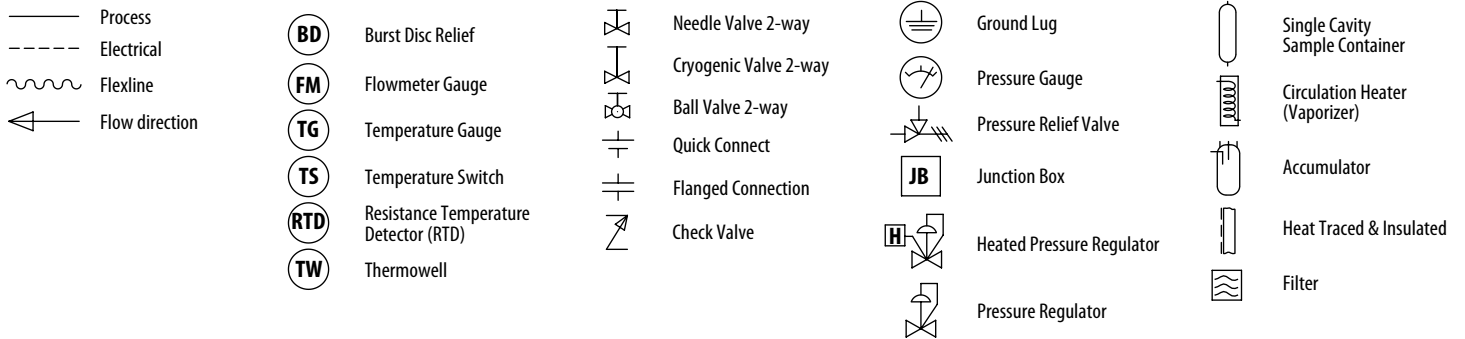 Process
Electrical
Flexline
Flow direction
BD Burst Disc Relief
FM Flowmeter Gauge
TG Temperature Gauge
TS Temperature Switch
RTD Resistance Temperature
Detector (RTD)
TW Thermowell
Needle Valve 2-way
Cryogenic Valve 2-way
Ball Valve 2-way
Quick Connect
Flanged Connection
Check Valve
Ground Lug
Pressure Gauge
Pressure Relief Valve
JB Junction Box
H Heated Pressure Regulator
Pressure Regulator
Single Cavity
Sample Container
Circulation Heater
(Vaporizer)
Accumulator
Heat Traced & Insulated
Filter